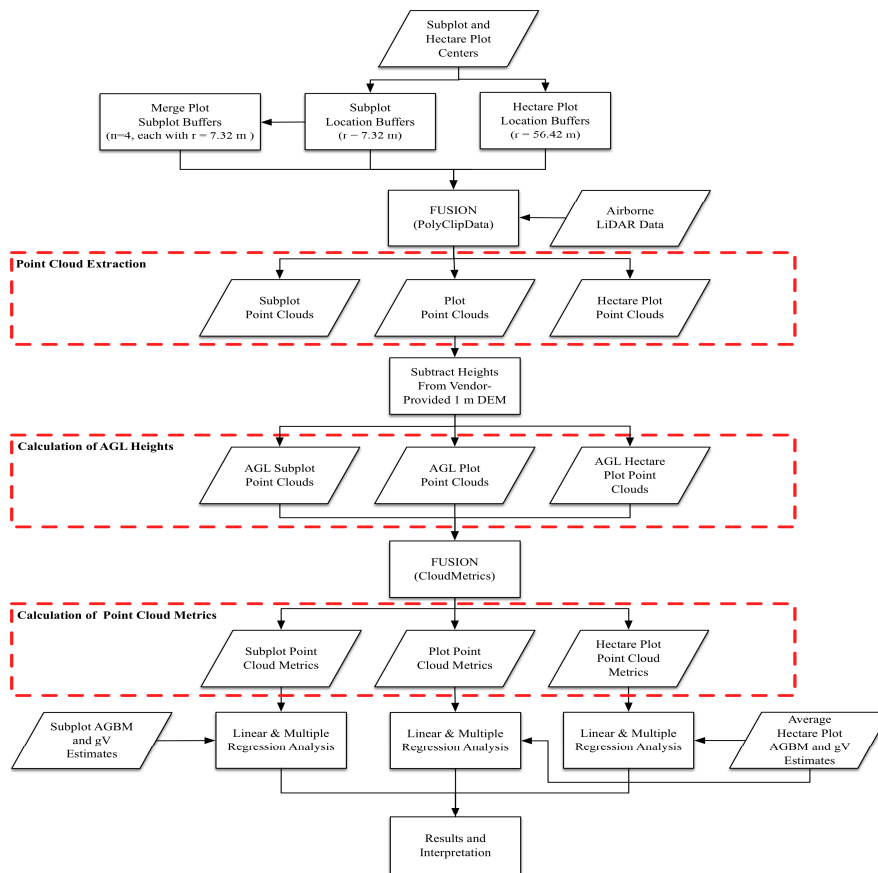 Subplot and
Hectare Plot
Centers
Merge Plot
Subplot Buffers
(n=4, each with r = 7.32 m )
Subplot
Location Buffers
(r = 7.32 m)
Hectare Plot
Location Buffers
(r = 56.42 m)
FUSION
(PolyClipData)
Airborne
LiDAR Data
Point Cloud Extraction
Subplot
Point Clouds
Plot
Point Clouds
Hectare Plot
Point Clouds
Subtract Heights
From Vendor-
Provided 1 m DEM
Calculation of AGL Heights
AGL Subplot
Point Clouds
AGL Plot
Point Clouds
AGL Hectare
Plot Point
Clouds
FUSION
(CloudMetrics)
Calculation of Point Cloud Metrics
Subplot Point
Cloud Metrics
Plot Point
Cloud Metrics
Hectare Plot
Point Cloud
Metrics
Subplot AGBM
and gV
Estimates
Linear & Multiple
Regression Analysis
Linear & Multiple
Regression Analysis
Linear & Multiple
Regression Analysis
Average
Hectare Plot
AGBM and gV
Estimates
Results and
Interpretation